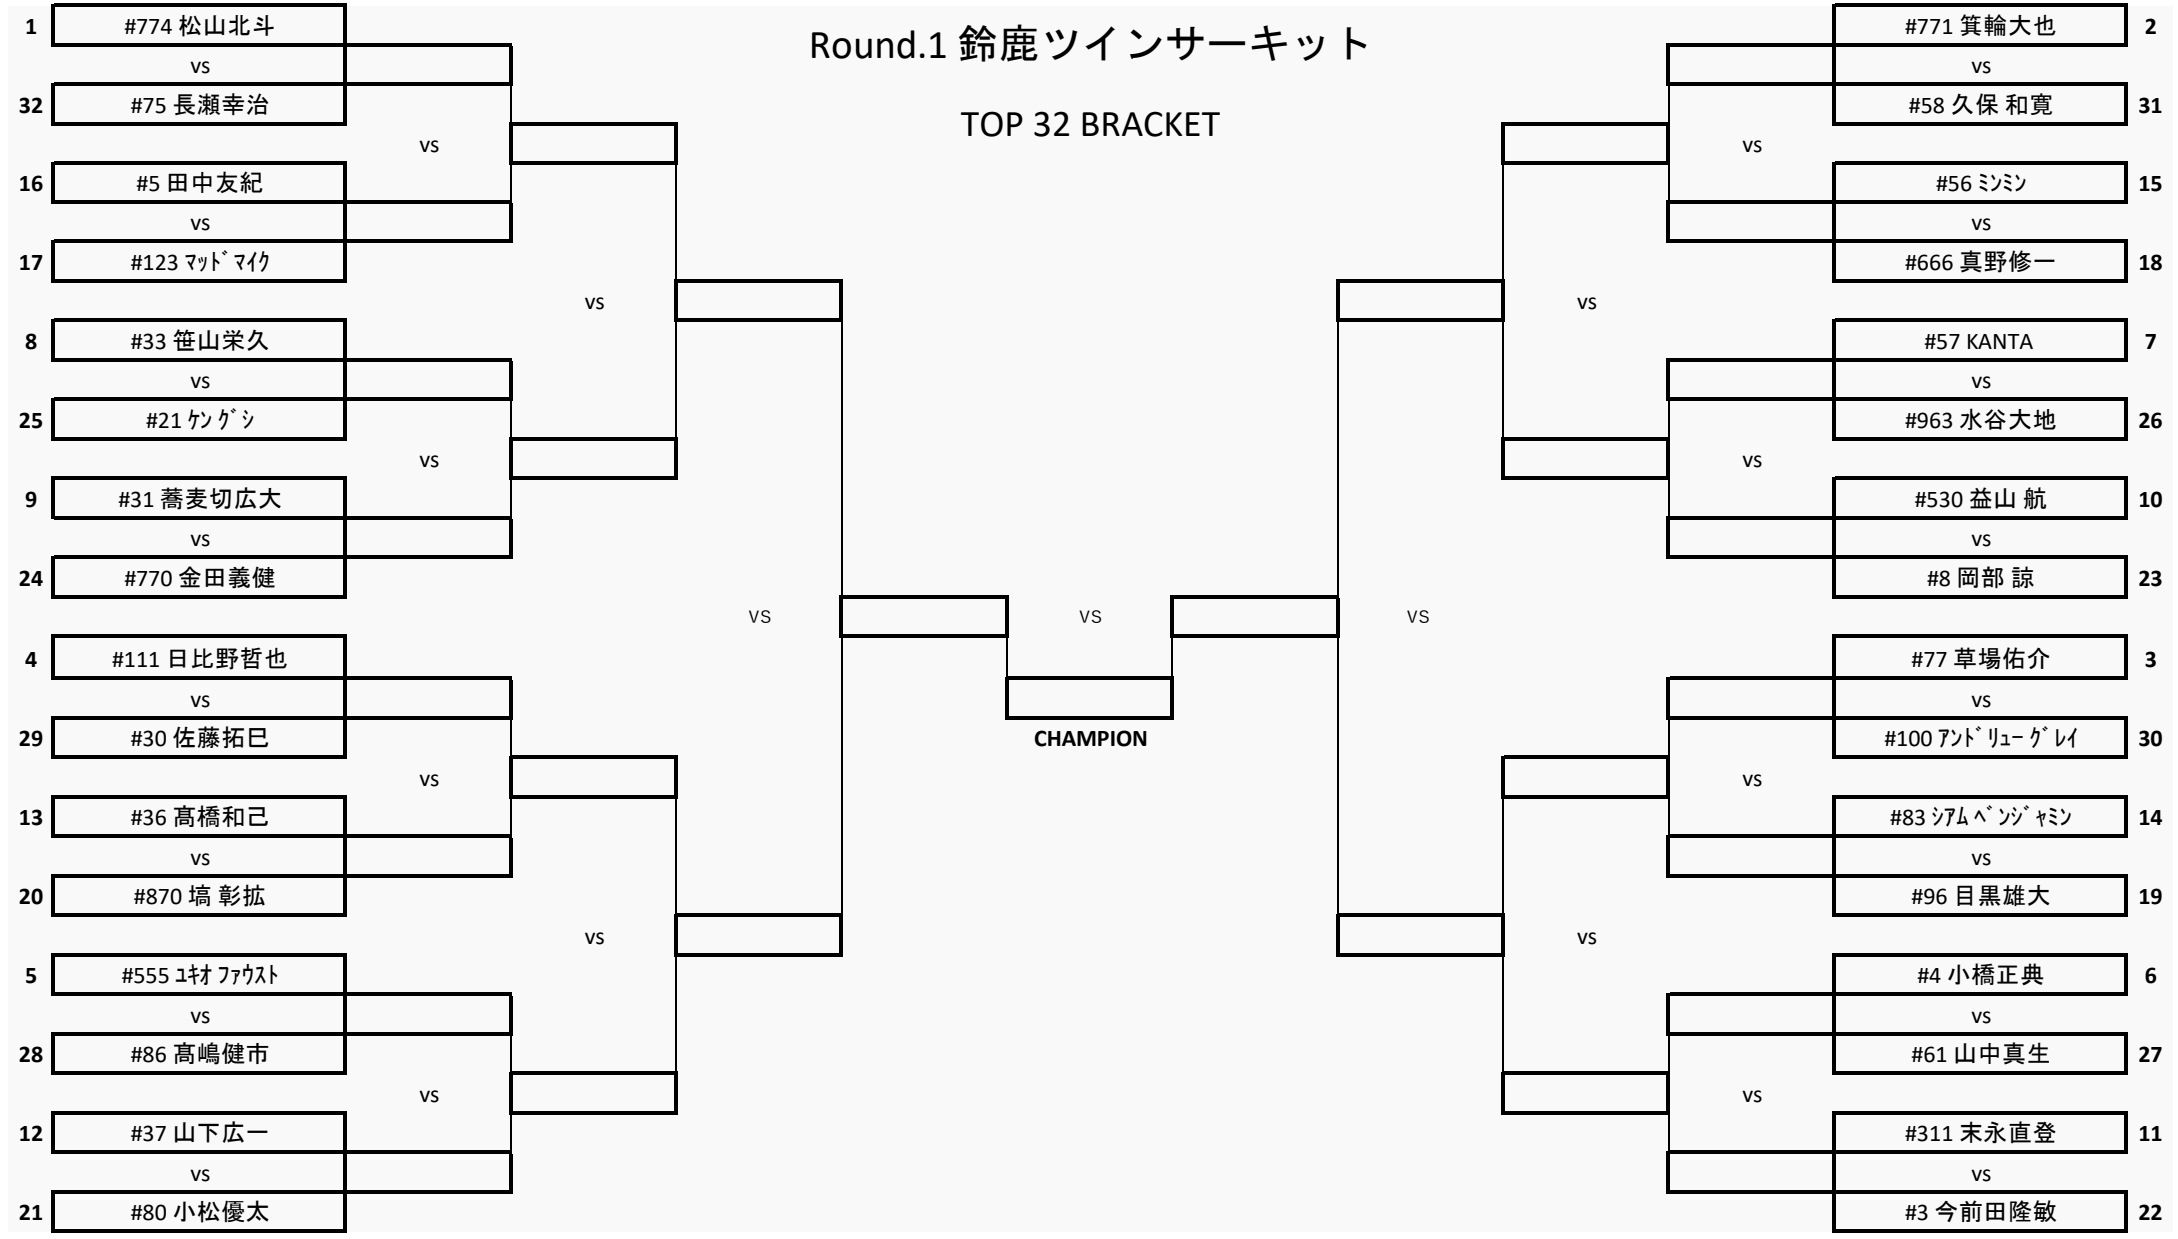 Round.1 鈴鹿ツインサーキット
TOP 32 BRACKET
1 #774 松山北斗
vs
32 #75 長瀬幸治
vs
16 #5 田中友紀
vs
17 #123 ﾏｯﾄﾞﾏｲｸ
vs
8 #33 笹山栄久
vs
25 #21 ｹﾝ ｸﾞｼ
vs
9 #31 蕎麦切広大
vs
24 #770 金田義健
vs
4 #111 日比野哲也
vs
29 #30 佐藤拓巳
vs
13 #36 髙橋和己
vs
20 #870 塙 彰拡
vs
5 #555 ﾕｷｵ ﾌｧｳｽﾄ
vs
28 #86 髙嶋健市
vs
12 #37 山下広一
vs
21 #80 小松優太
vs
CHAMPION
#771 箕輪大也 2
vs
#58 久保 和寛 31
vs
#56 ﾐﾝﾐﾝ 15
vs
#666 真野修一 18
vs
#57 KANTA 7
vs
#963 水谷大地 26
vs
#530 益山 航 10
vs
#8 岡部 諒 23
vs
#77 草場佑介 3
vs
#100 ｱﾝﾄﾞﾘｭｰ ｸﾞﾚｲ 30
vs
#83 ｼｱﾑ ﾍﾞﾝｼﾞｬﾐﾝ 14
vs
#96 目黒雄大 19
vs
#4 小橋正典 6
vs
#61 山中真生 27
vs
#311 末永直登 11
vs
#3 今前田隆敏 22